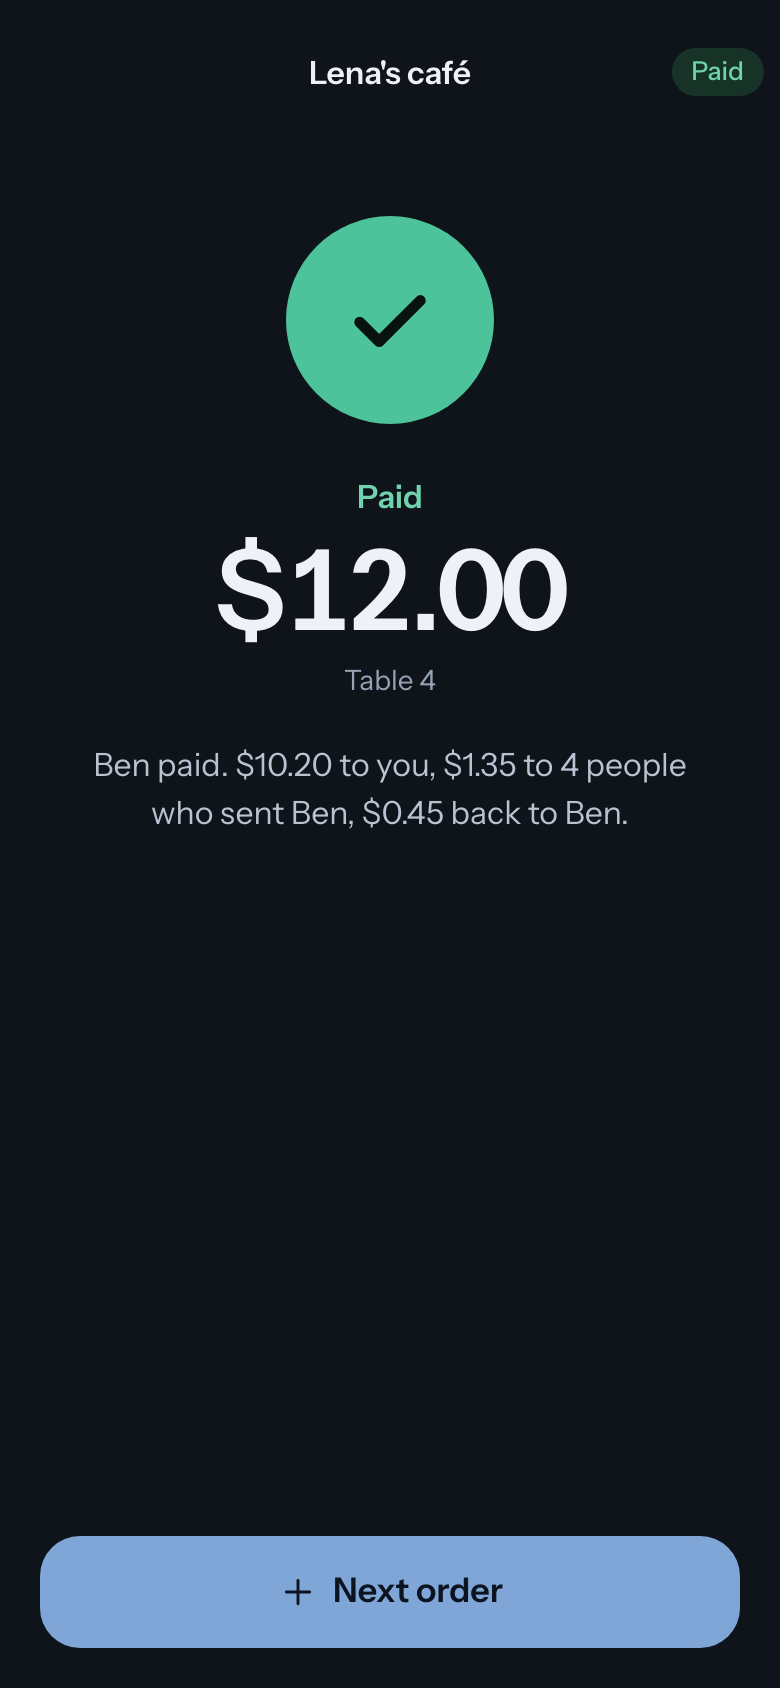 Lena's café
Paid
Paid
$12.00
Table 4
Ben paid. $10.20 to you, $1.35 to 4 people
who sent Ben, $0.45 back to Ben.
Next order